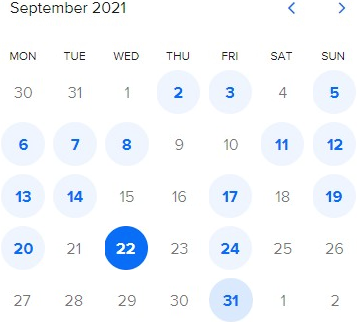 September 2021
MON TUE WED THU FRI SAT SUN
30 31 1 2 3 4 5
6 7 8 9 10 11 12
13 14 15 16 17 18 19
20 21 22 23 24 25 26
27 28 29 30 31 1 2